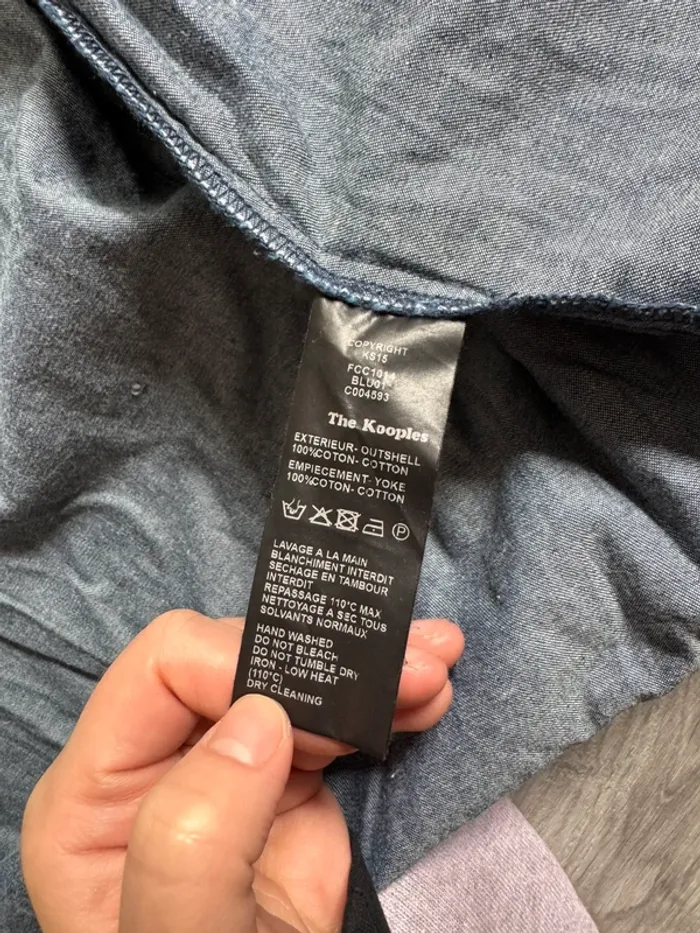 COPYRIGHT
KS15
FCC1014
BLU01-
C004593
The Kooples
EXTERIEUR- OUTSHELL
100%COTON- COTTON
EMPIECEMENT- YOKE
100%COTON- COTTON
P
LAVAGE A LA MAIN
BLANCHIMENT INTERDIT
SECHAGE EN TAMBOUR
INTERDIT
REPASSAGE 110°C MAX
NETTOYAGE A SEC TOUS
SOLVANTS NORMAUX
HAND WASHED
DO NOT BLEACH
DO NOT TUMBLE DRY
IRON - LOW HEAT
(110°C)
DRY CLEANING